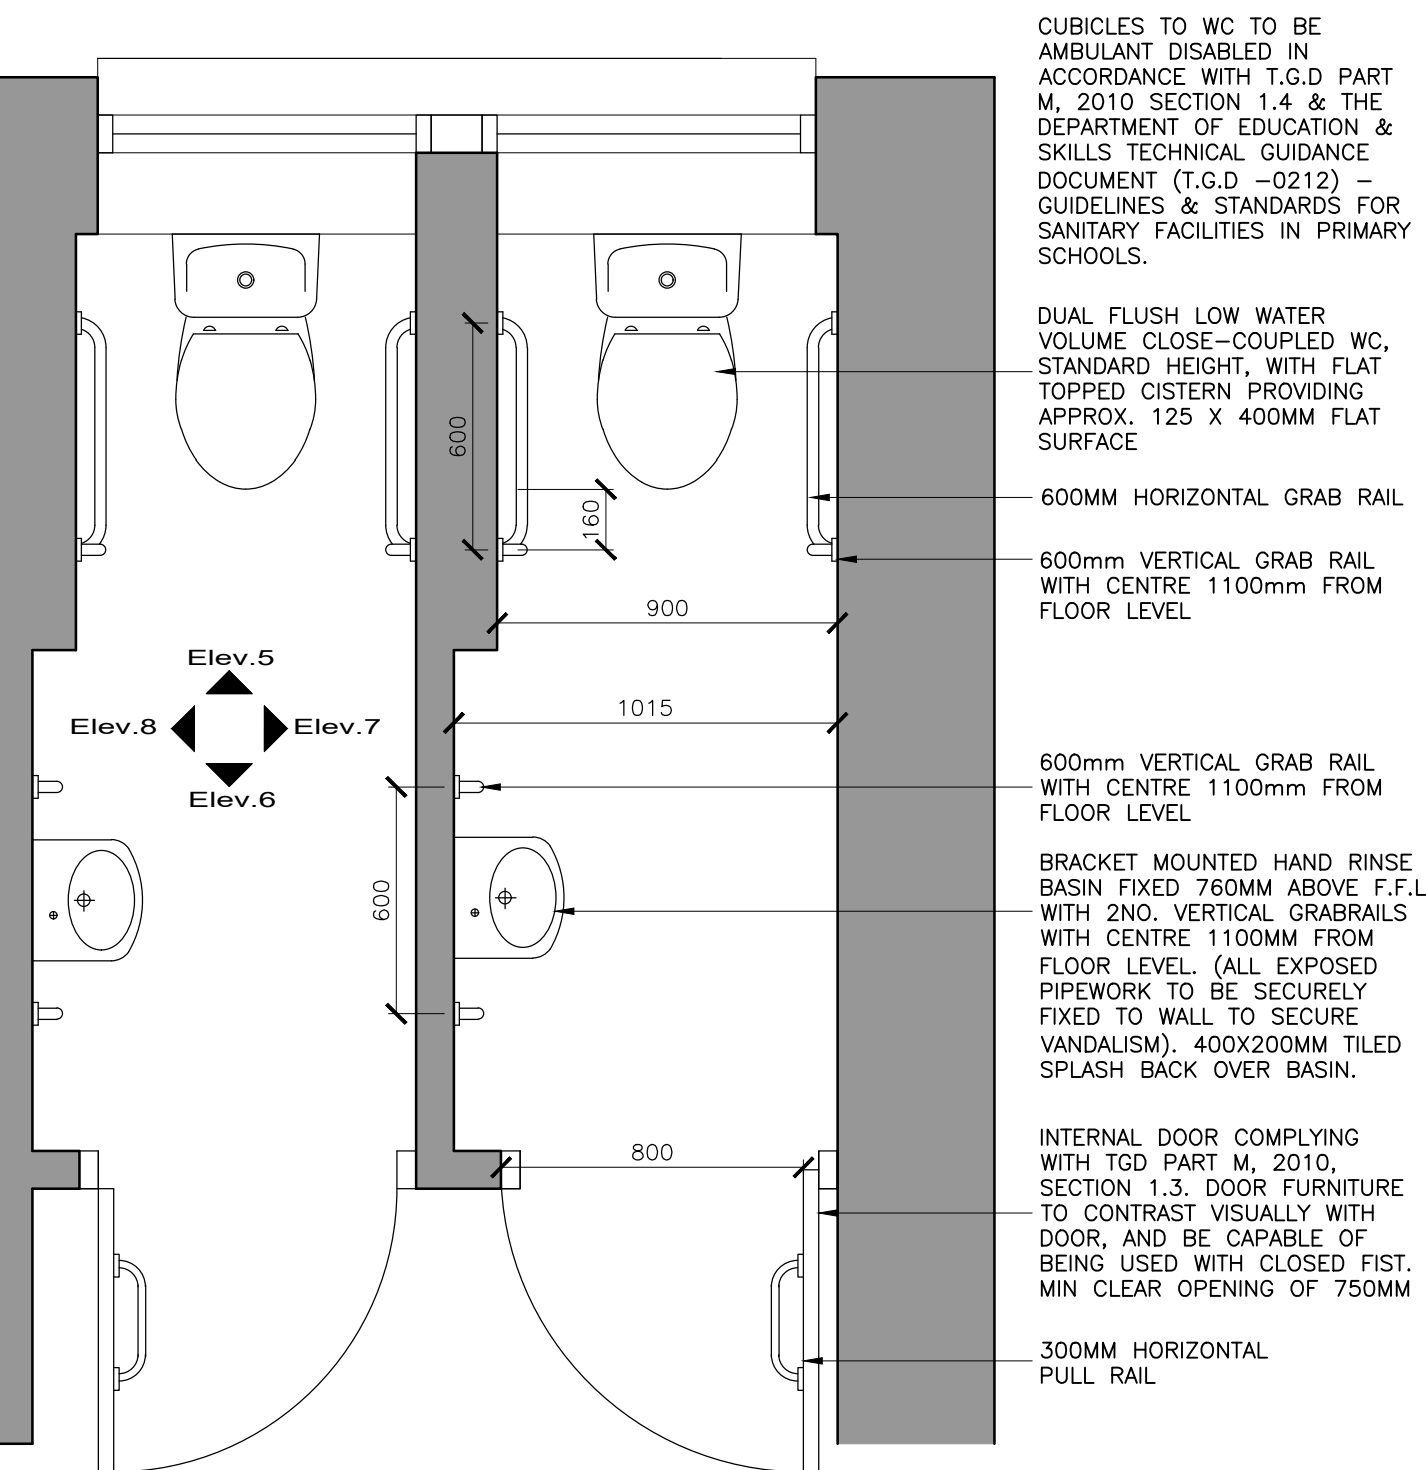 CUBICLES TO WC TO BE
AMBULANT DISABLED IN
ACCORDANCE WITH T.G.D PART
M, 2010 SECTION 1.4 & THE
DEPARTMENT OF EDUCATION &
SKILLS TECHNICAL GUIDANCE
DOCUMENT (T.G.D -0212) -
GUIDELINES & STANDARDS FOR
SANITARY FACILITIES IN PRIMARY
SCHOOLS.
DUAL FLUSH LOW WATER
VOLUME CLOSE-COUPLED WC,
STANDARD HEIGHT, WITH FLAT
TOPPED CISTERN PROVIDING
APPROX. 125 X 400MM FLAT
SURFACE
600
160
600MM HORIZONTAL GRAB RAIL
600mm VERTICAL GRAB RAIL
WITH CENTRE 1100mm FROM
FLOOR LEVEL
900
Elev.5
Elev.8
Elev.7
Elev.6
1015
600mm VERTICAL GRAB RAIL
WITH CENTRE 1100mm FROM
FLOOR LEVEL
600
BRACKET MOUNTED HAND RINSE
BASIN FIXED 760MM ABOVE F.F.L
WITH 2NO. VERTICAL GRABRAILS
WITH CENTRE 1100MM FROM
FLOOR LEVEL. (ALL EXPOSED
PIPEWORK TO BE SECURELY
FIXED TO WALL TO SECURE
VANDALISM). 400X200MM TILED
SPLASH BACK OVER BASIN.
800
INTERNAL DOOR COMPLYING
WITH TGD PART M, 2010,
SECTION 1.3. DOOR FURNITURE
TO CONTRAST VISUALLY WITH
DOOR, AND BE CAPABLE OF
BEING USED WITH CLOSED FIST.
MIN CLEAR OPENING OF 750MM
300MM HORIZONTAL
PULL RAIL